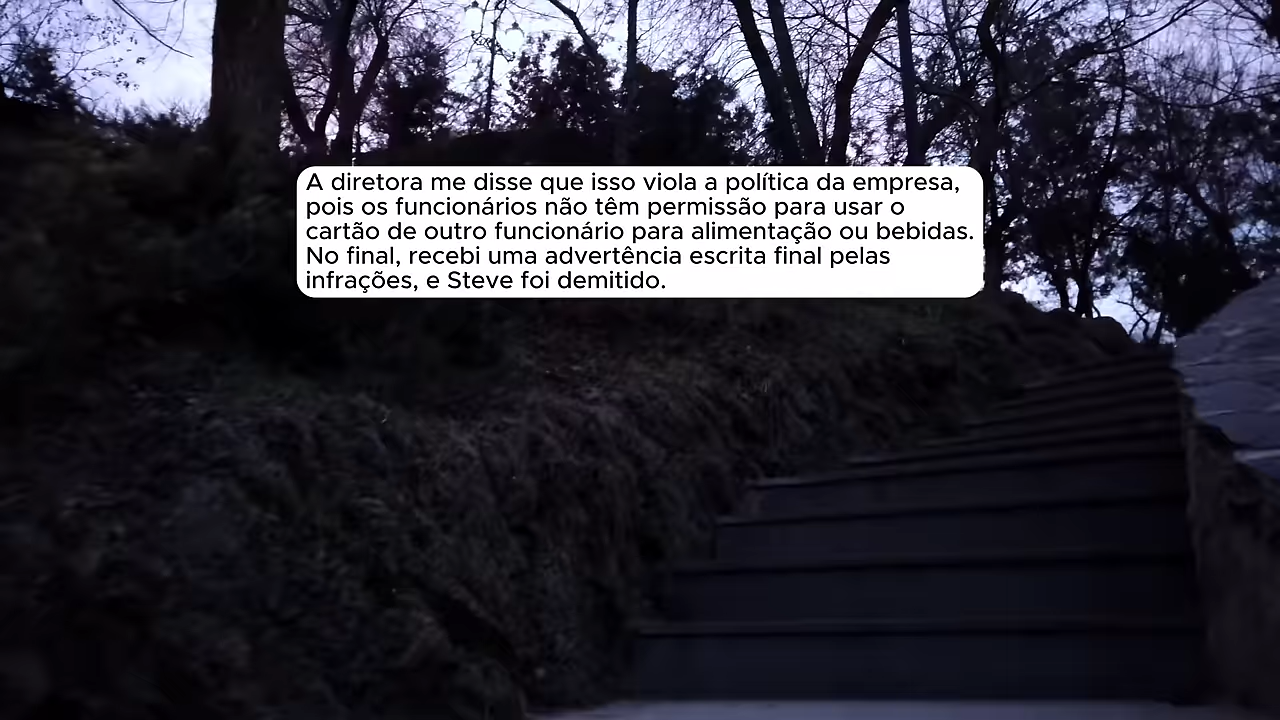 A diretora me disse que isso viola a política da empresa,
pois os funcionários não têm permissão para usar o
cartão de outro funcionário para alimentação ou bebidas.
No final, recebi uma advertência escrita final pelas
infrações, e Steve foi demitido.